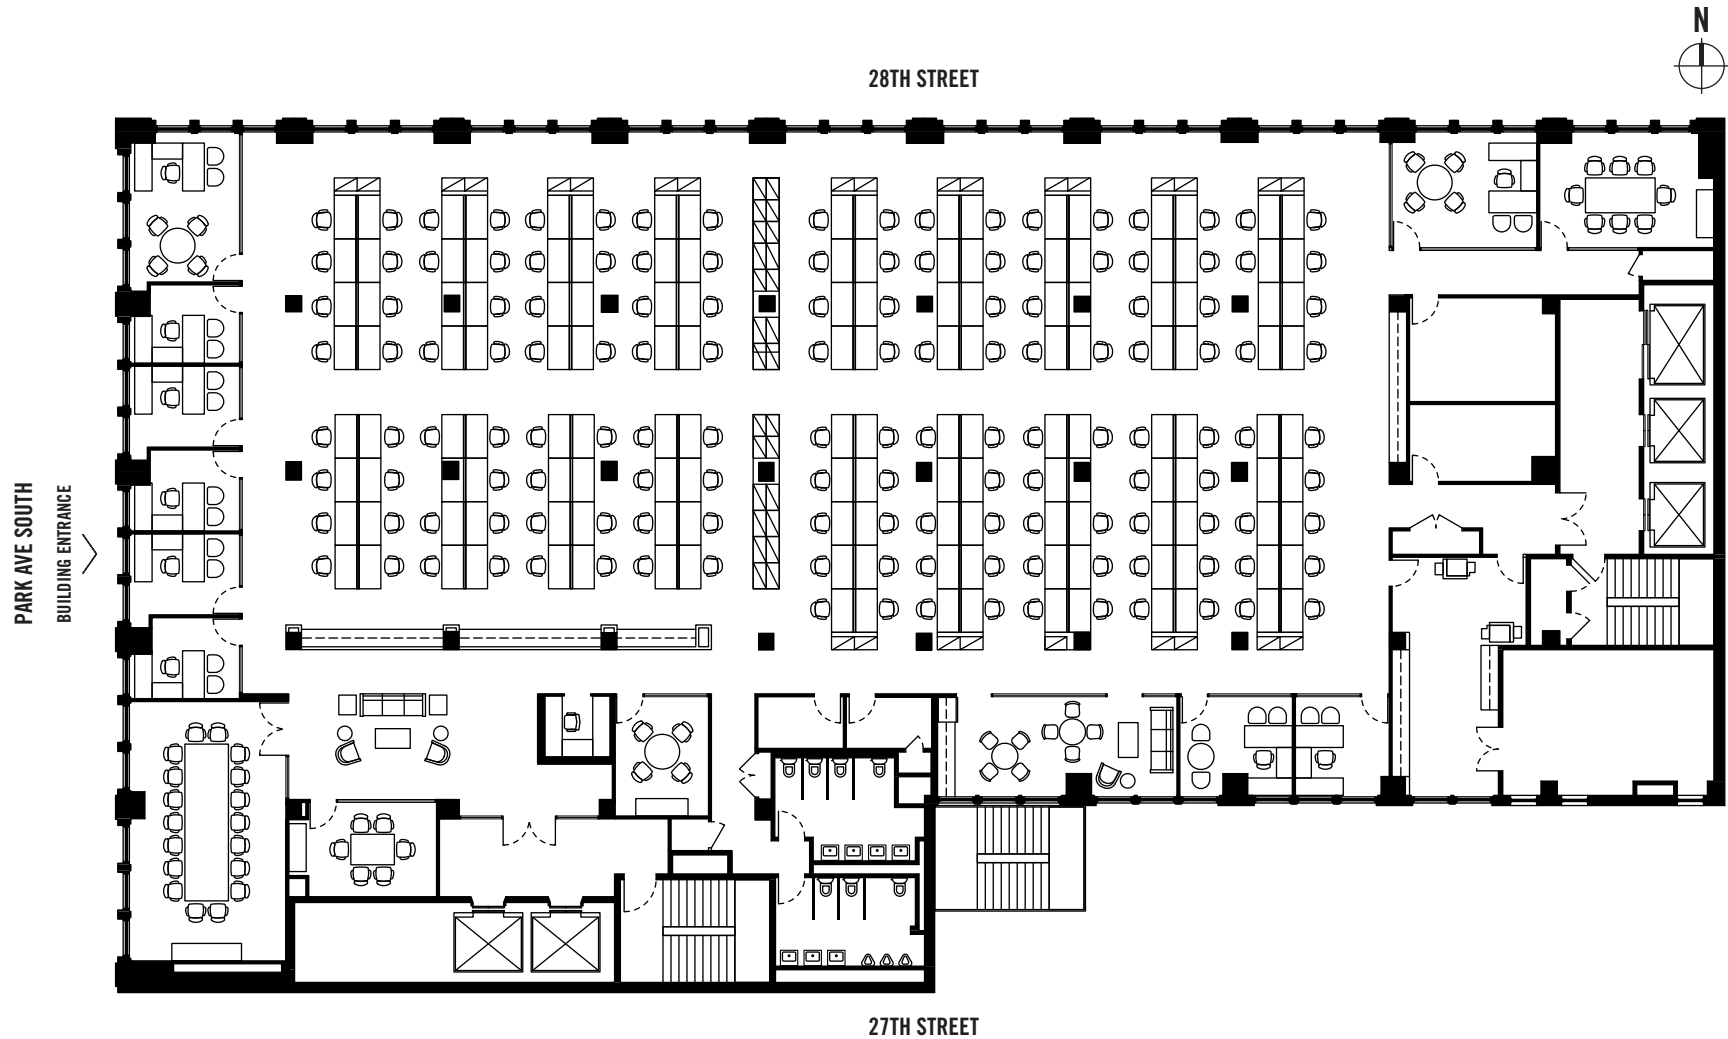 N
28TH STREET
PARK AVE SOUTH
BUILDING ENTRANCE
27TH STREET